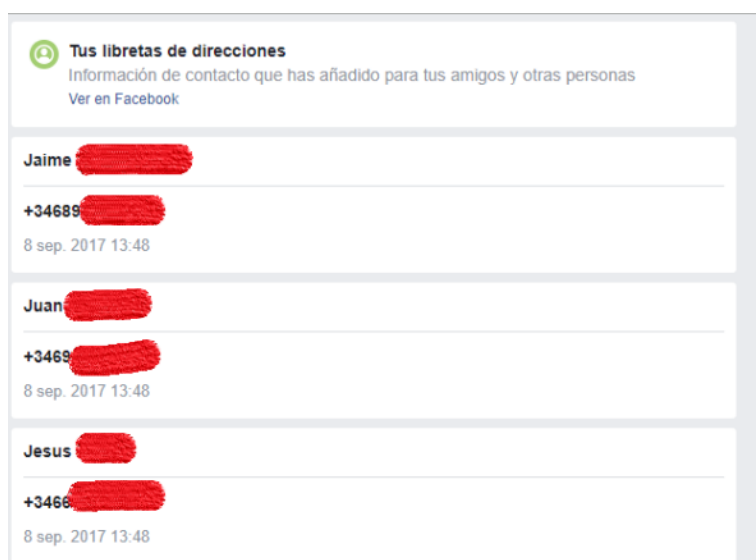 Tus libretas de direcciones
Información de contacto que has añadido para tus amigos y otras personas
Ver en Facebook
Jaime
+34689
8 sep. 2017 13:48
Juan
+3469
8 sep. 2017 13:48
Jesus
+3466
8 sep. 2017 13:48